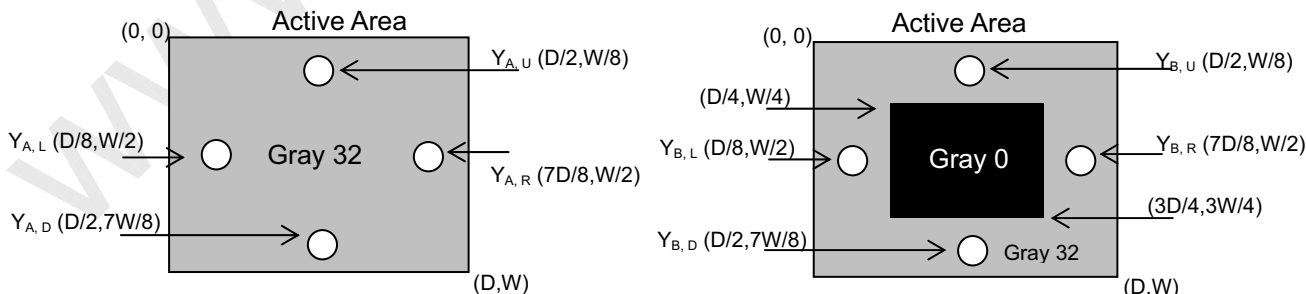 Active Area
(0, 0)
Y_A, U (D/2,W/8)
Y_A, L (D/8,W/2)
Gray 32
Y_A, R (7D/8,W/2)
Y_A, D (D/2,7W/8)
(D,W)
Active Area
(0, 0)
Y_B, U (D/2,W/8)
(D/4,W/4)
Y_B, L (D/8,W/2)
Gray 0
Y_B, R (7D/8,W/2)
(3D/4,3W/4)
Y_B, D (D/2,7W/8)
Gray 32
(D,W)